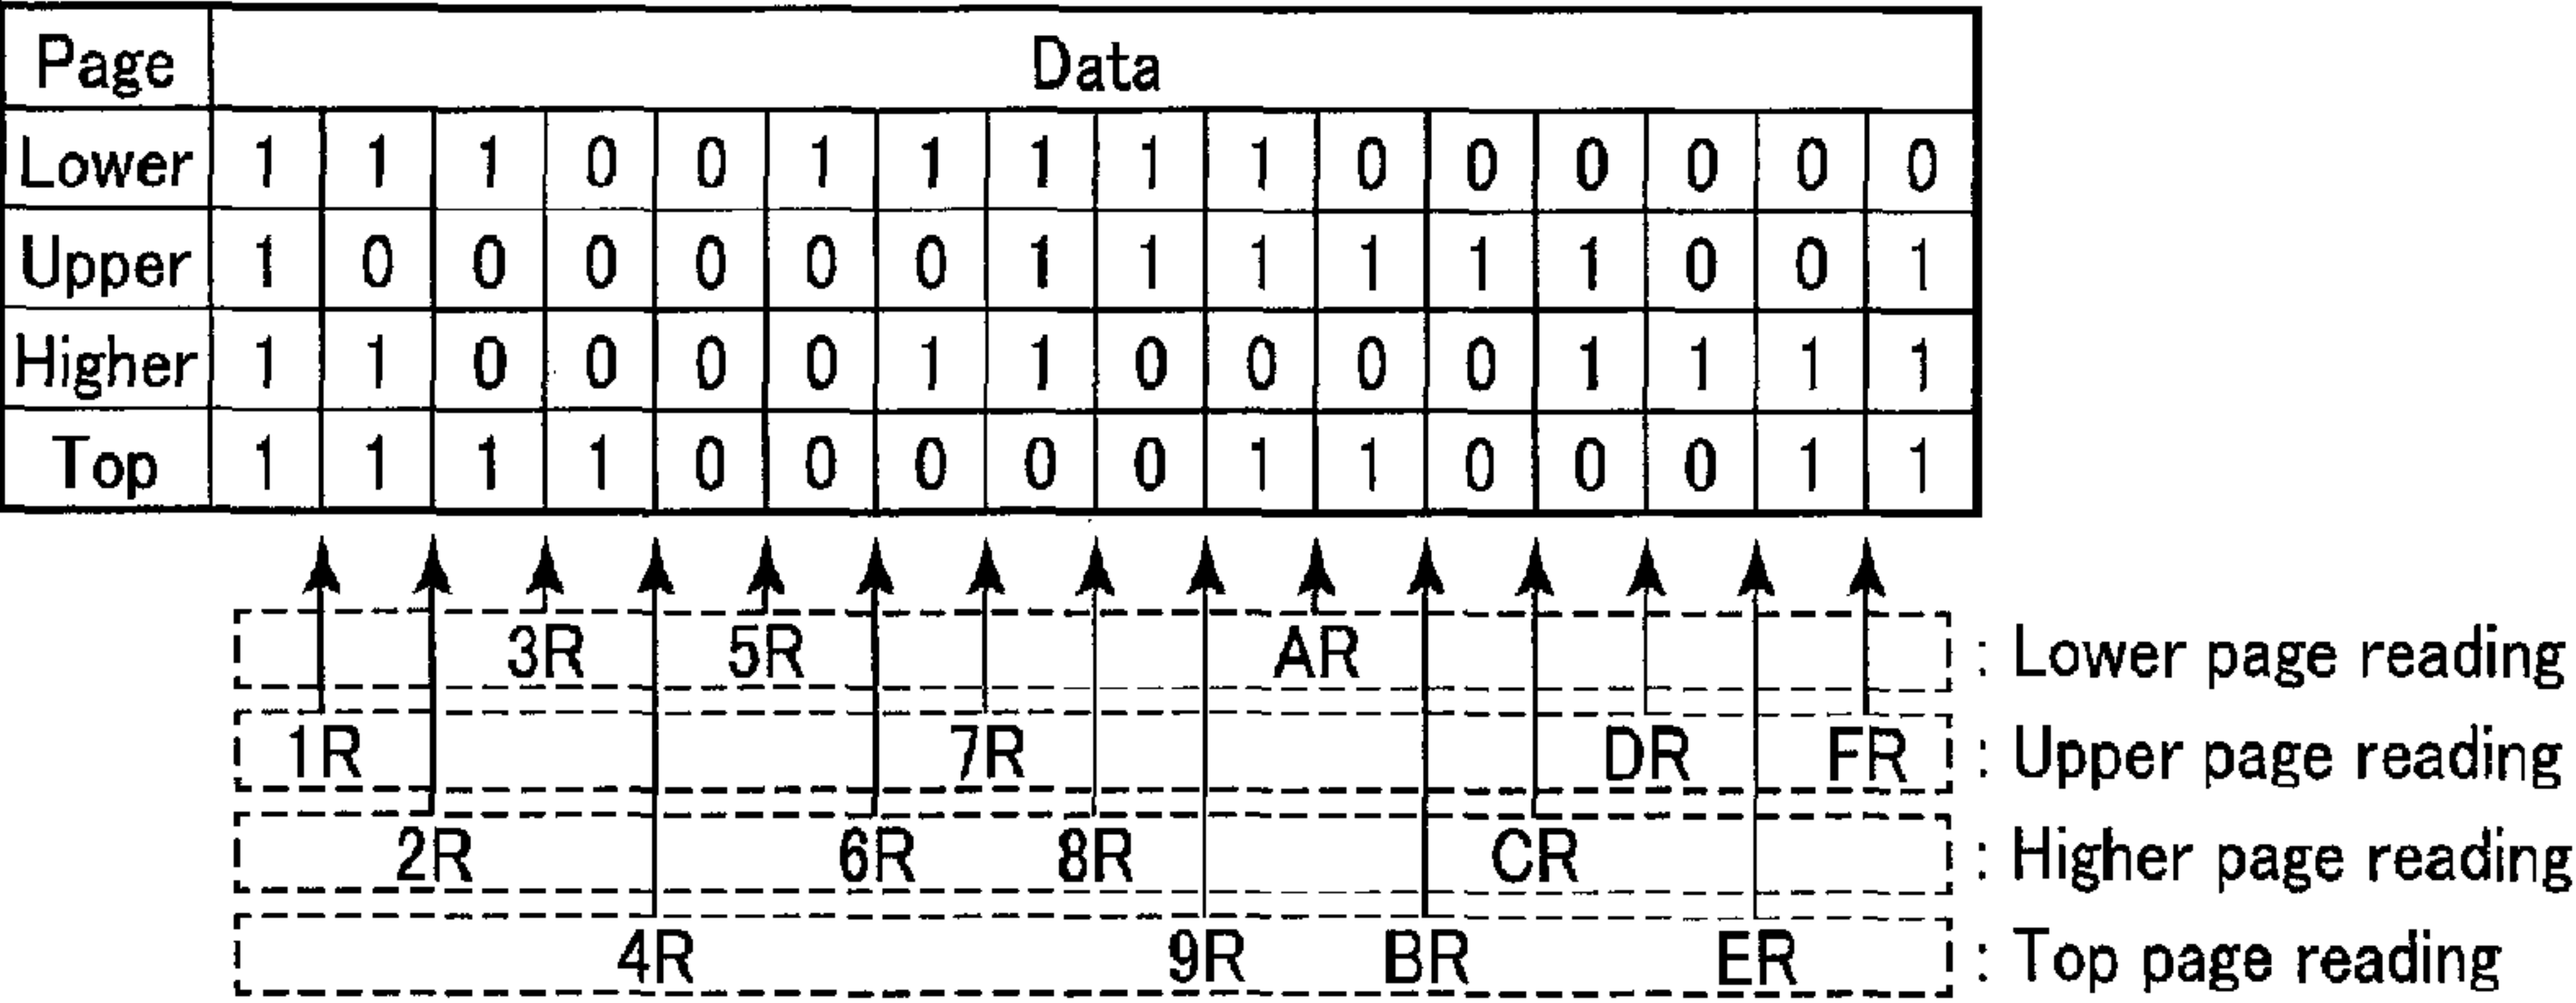 Page Data
Lower 1 1 1 0 0 1 1 1 1 1 0 0 0 0 0 0
Upper 1 0 0 0 0 0 0 1 1 1 1 1 1 0 0 1
Higher 1 1 0 0 0 0 1 1 0 0 0 0 1 1 1 1
Top 1 1 1 1 0 0 0 0 0 1 1 0 0 0 1 1
3R 5R AR : Lower page reading
1R 7R DR FR : Upper page reading
2R 6R 8R CR : Higher page reading
4R 9R BR ER : Top page reading